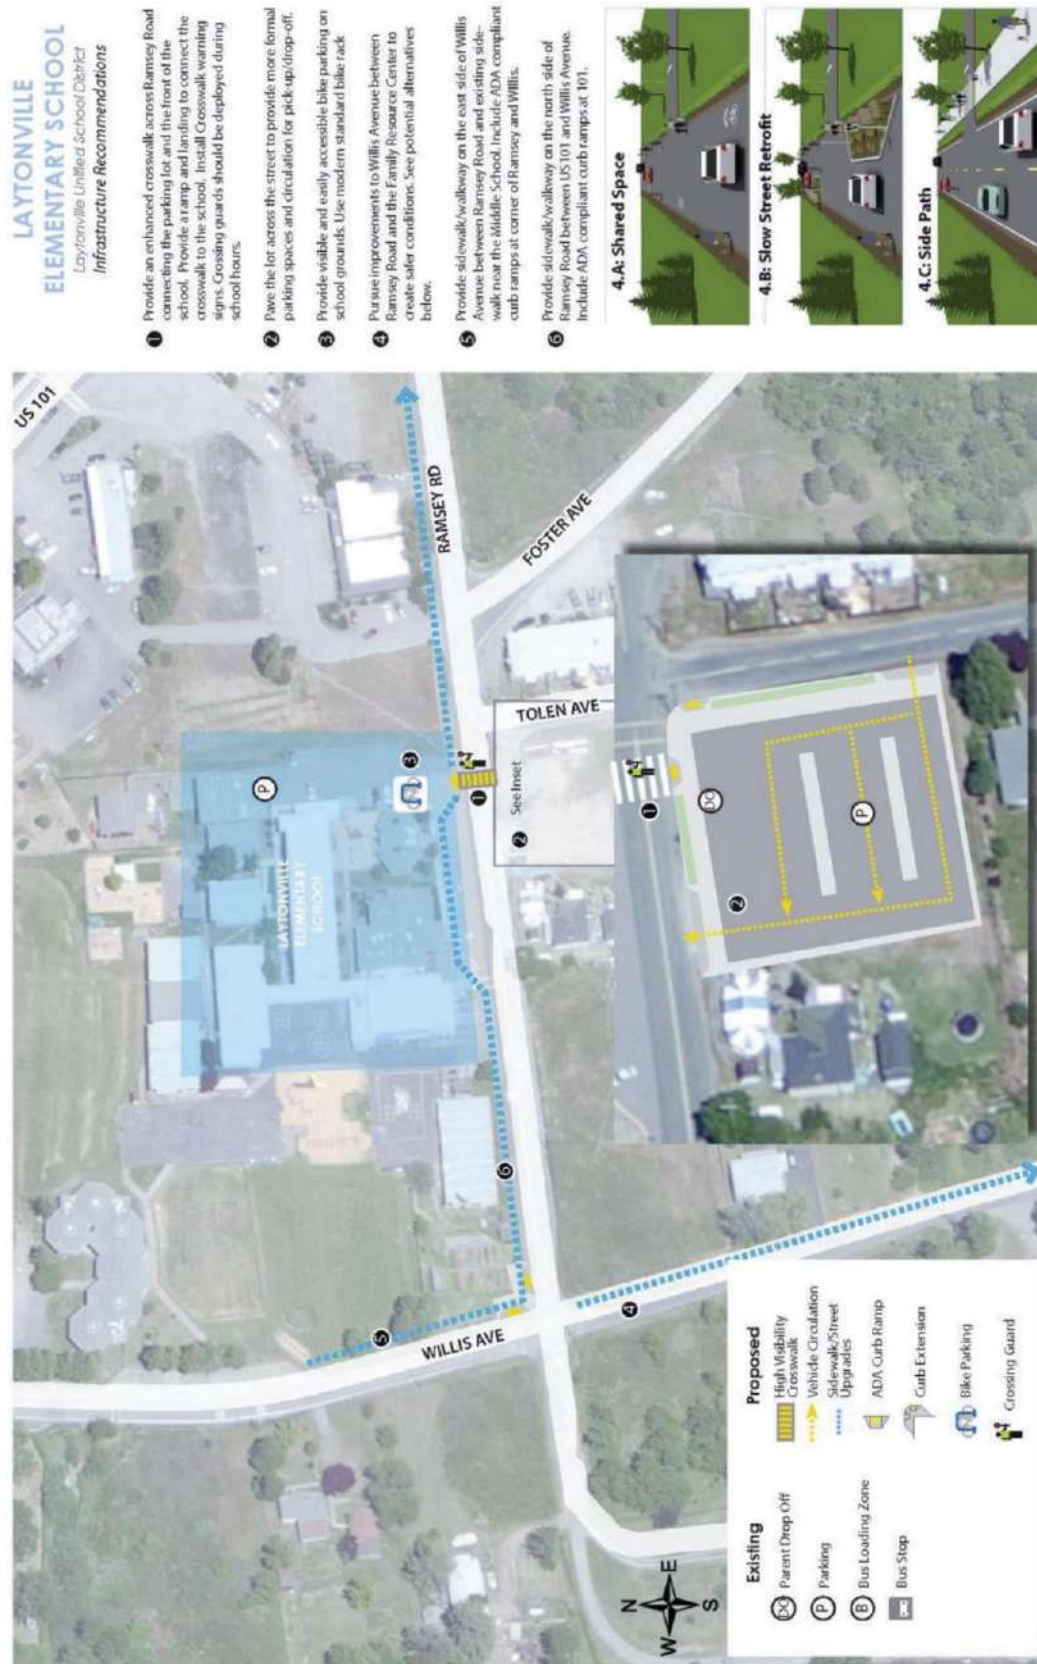 LAYTONVILLE
ELEMENTARY SCHOOL
Laytonville Unified School District
Infrastructure Recommendations
1 Provide an enhanced crosswalk across Ramsey Road
connecting the parking lot and the front of the
school. Provide a ramp and landing to connect the
crosswalk to the school. Install Crosswalk warning
signs. Crossing guards should be deployed during
school hours.
2 Pave the lot across the street to provide more formal
parking spaces and circulation for pick-up/drop-off.
3 Provide visible and easily accessible bike parking on
school grounds. Use modern standard bike rack
4 Pursue improvements to Willis Avenue between
Ramsey Road and the Family Resource Center to
create safer conditions. See potential alternatives
below.
5 Provide sidewalk/walkway on the east side of Willis
Avenue between Ramsey Road and existing side-
walk near the Middle School. Include ADA compliant
curb ramps at corner of Ramsey and Willis.
6 Provide sidewalk/walkway on the north side of
Ramsey Road between US 101 and Willis Avenue.
Include ADA compliant curb ramps at 101.
4.A: Shared Space
4.B: Slow Street Retrofit
4.C: Side Path
US 101
RAMSEY RD
FOSTER AVE
TOLEN AVE
WILLIS AVE
LAYTONVILLE
ELEMENTARY
SCHOOL
P
3
1
2 See Inset
6
5
4
1
DO
2
P
N
W E
S
Existing
DO Parent Drop Off
P Parking
B Bus Loading Zone
Bus Stop
Proposed
High Visibility
Crosswalk
Vehicle Circulation
Sidewalk/Street
Upgrades
ADA Curb Ramp
Curb Extension
Bike Parking
Crossing Guard